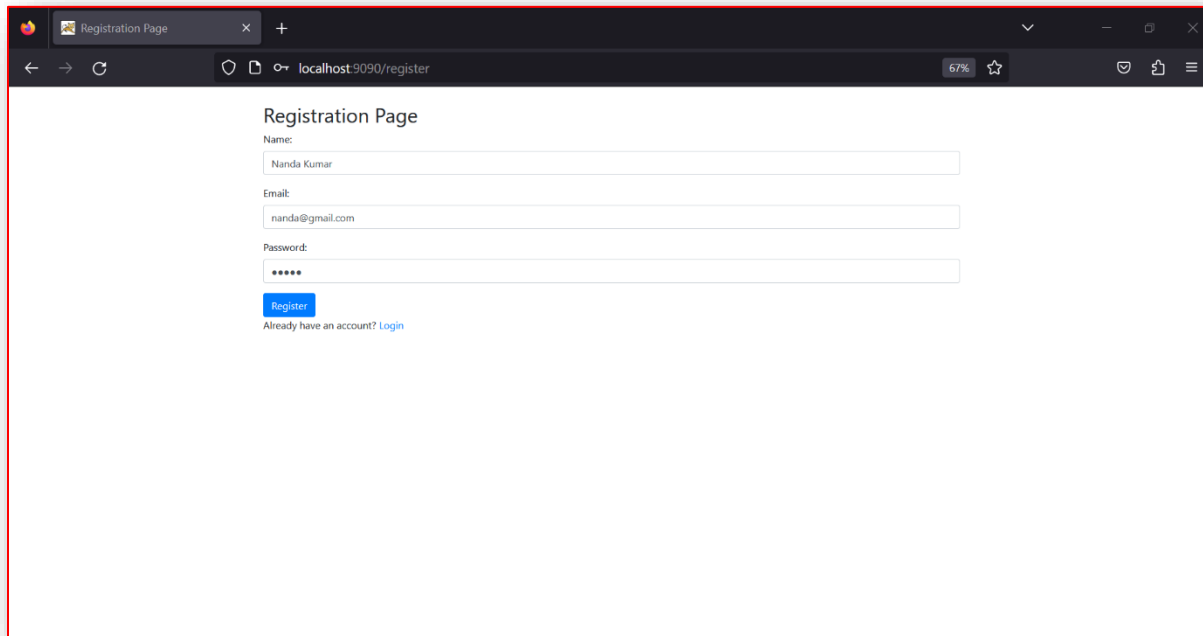 Registration Page
localhost:9090/register
67%
Registration Page
Name:
Nanda Kumar
Email:
nanda@gmail.com
Password:
●●●●●
Register
Already have an account? Login